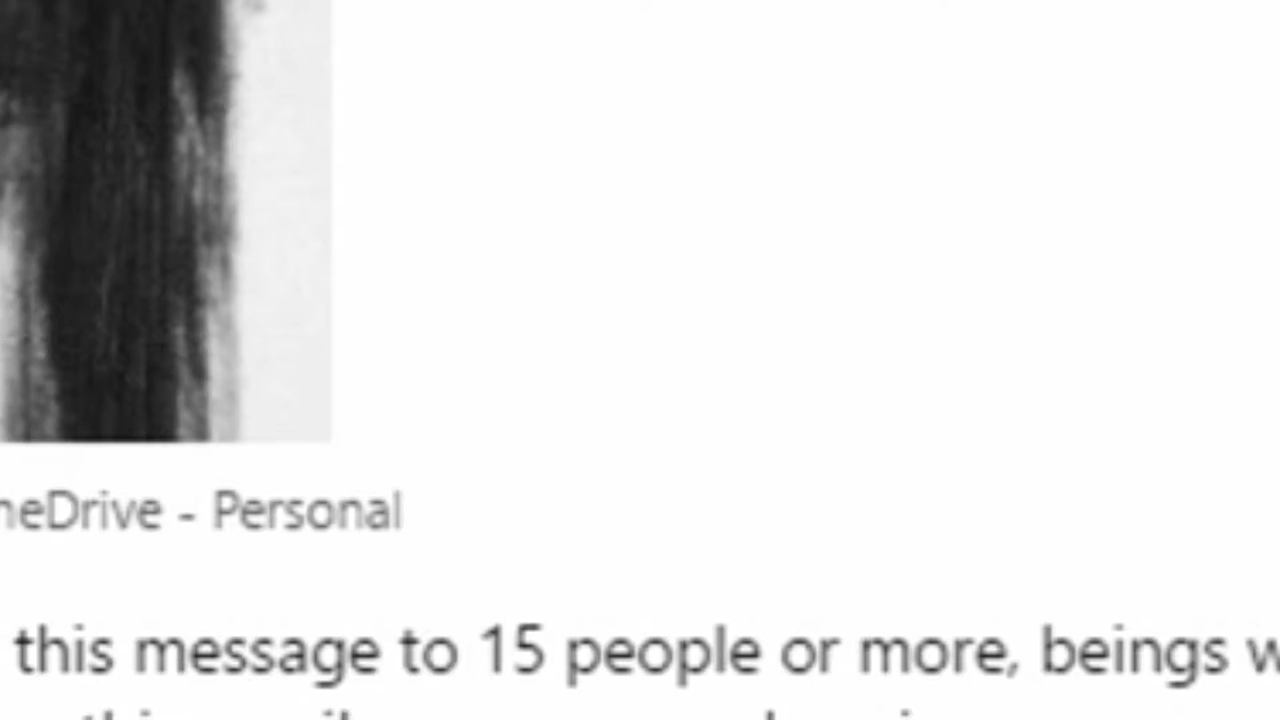 neDrive - Personal
this message to 15 people or more, beings w